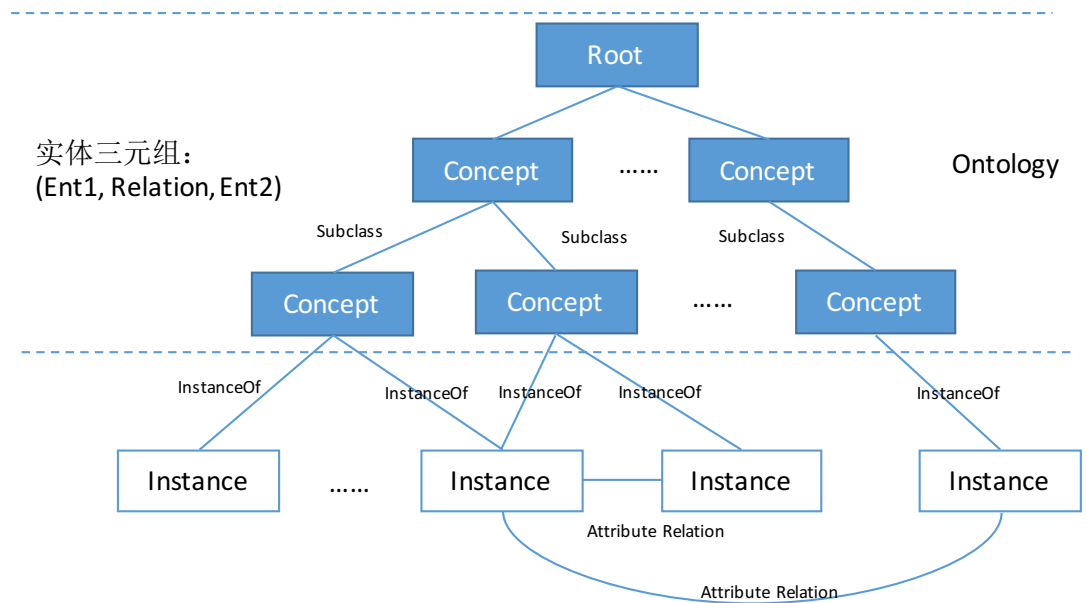 Root
实体三元组：
(Ent1, Relation, Ent2)
Concept
……
Concept
Ontology
Subclass
Subclass
Subclass
Concept
Concept
……
Concept
InstanceOf
InstanceOf
InstanceOf
InstanceOf
InstanceOf
Instance
……
Instance
Instance
Instance
Attribute Relation
Attribute Relation